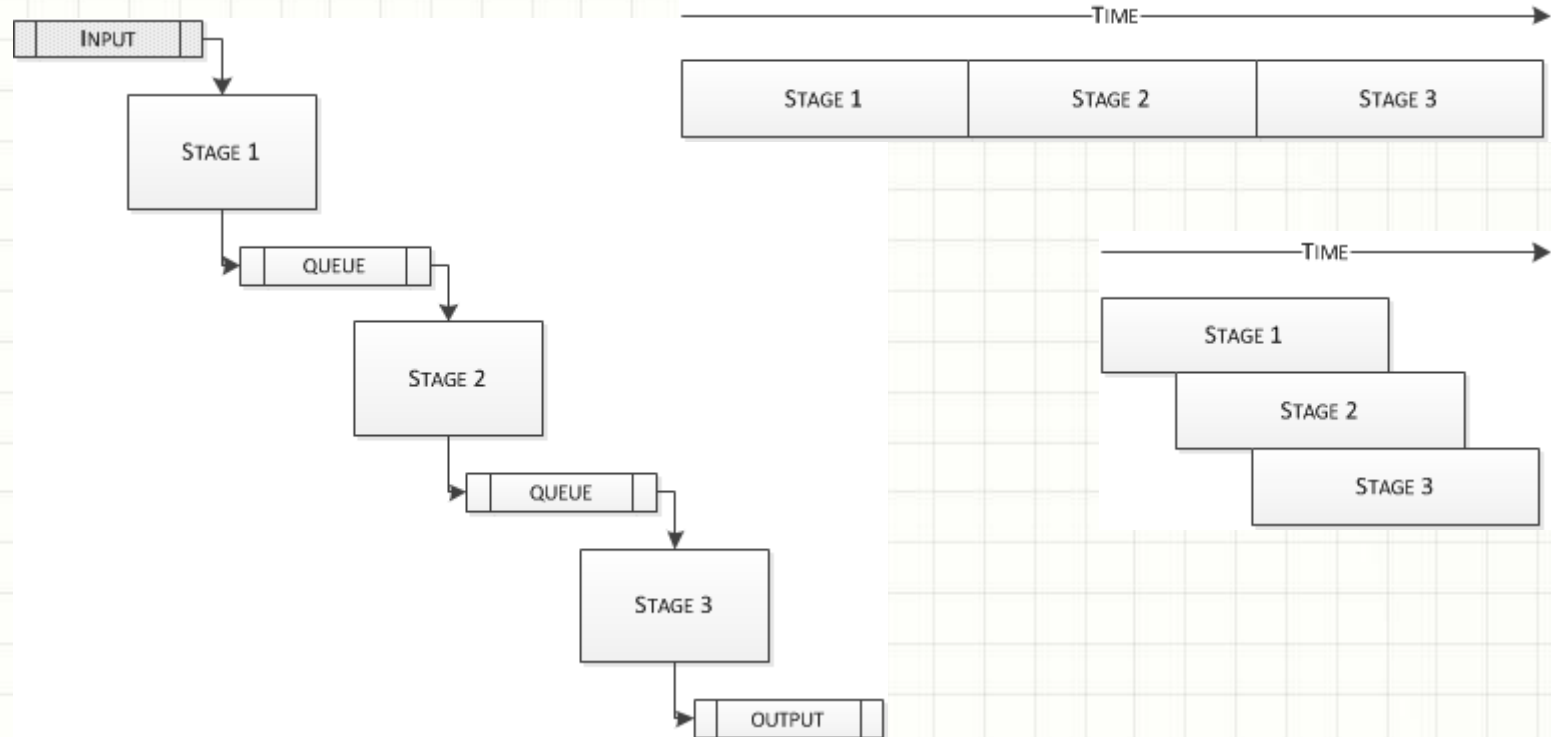 INPUT
STAGE 1
QUEUE
STAGE 2
QUEUE
STAGE 3
OUTPUT
TIME
STAGE 1
STAGE 2
STAGE 3
TIME
STAGE 1
STAGE 2
STAGE 3